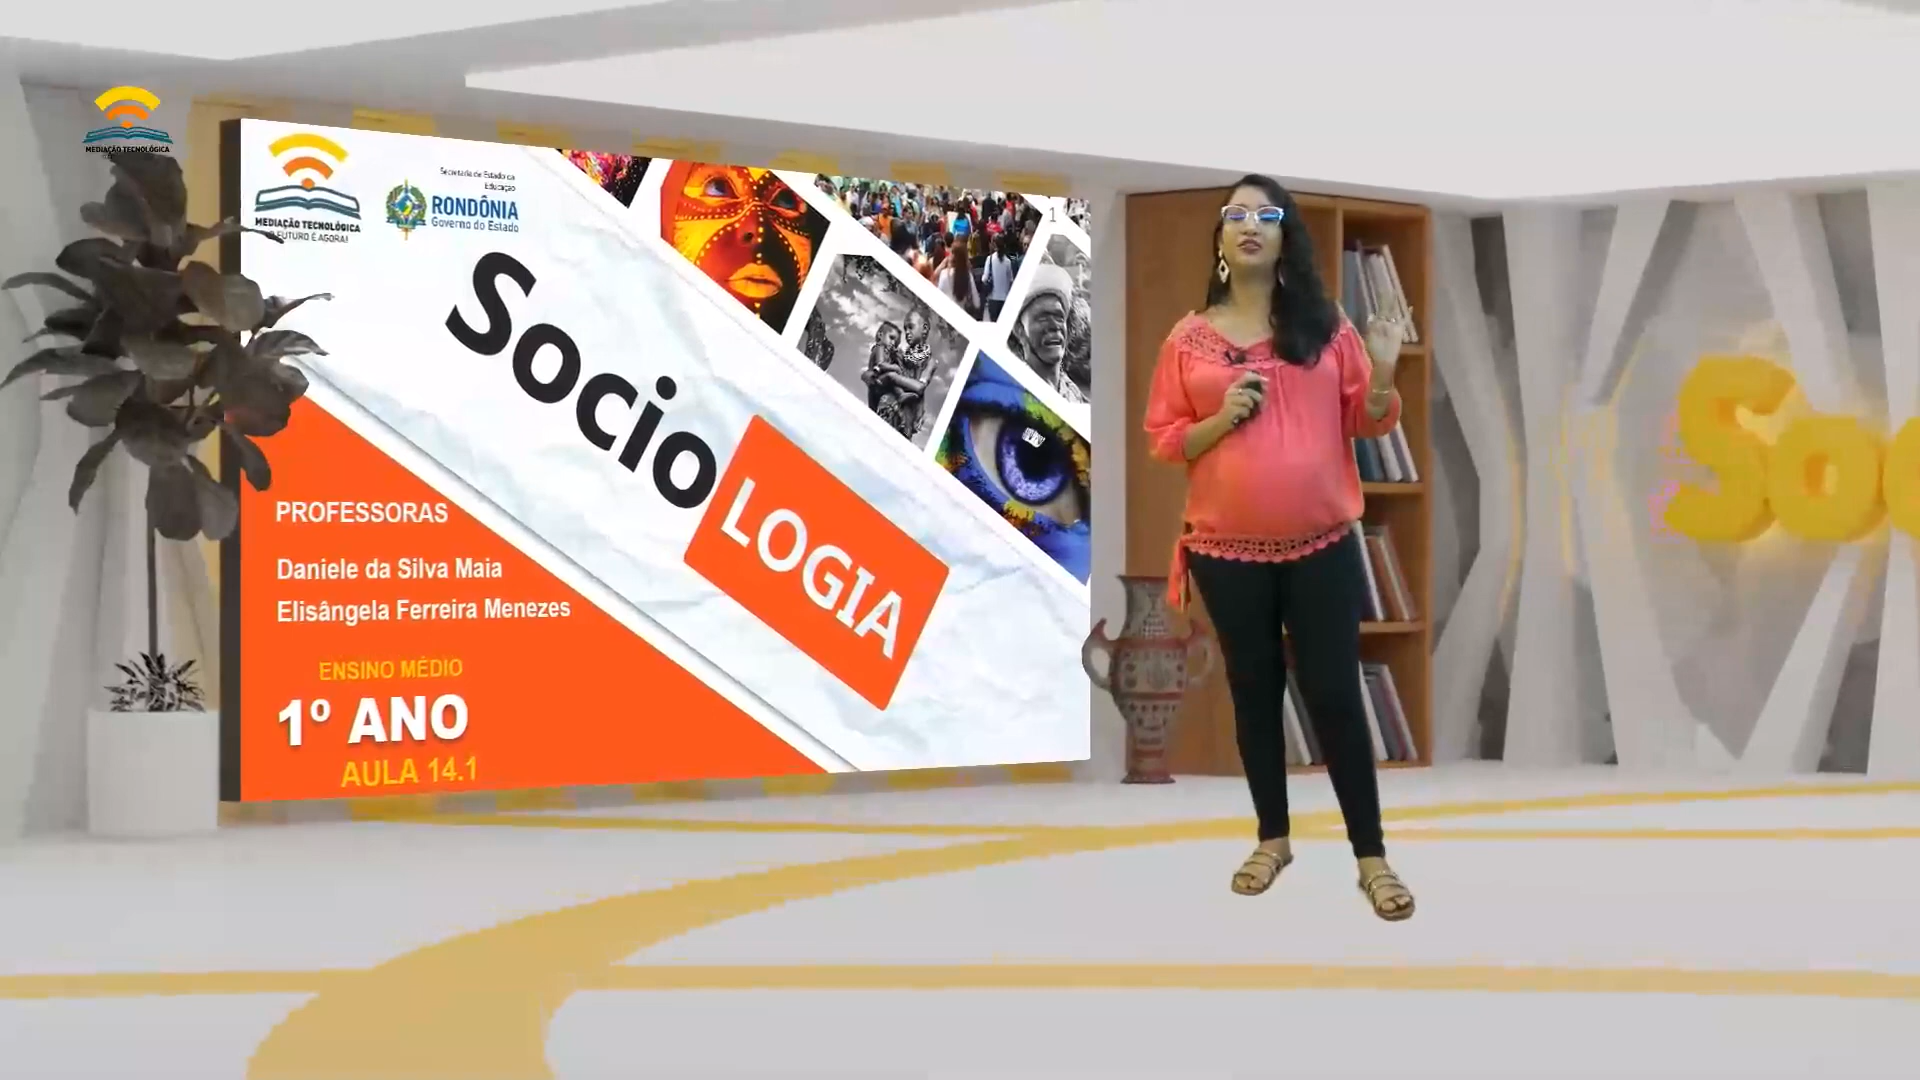 MEDIAÇÃO TECNOLÓGICA
MEDIAÇÃO TECNOLÓGICA
FUTURO É AGORA!
Secretaria de Estado da
Educação
RONDÔNIA
Governo do Estado
1
Socio
LOGIA
PROFESSORAS
Daniele da Silva Maia
Elisângela Ferreira Menezes
ENSINO MÉDIO
1º ANO
AULA 14.1
Soc